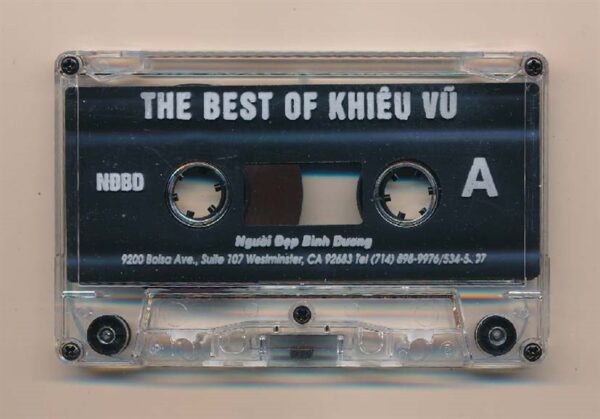 THE BEST OF KHIÊU VŨ
NĐBD
A
Người Đẹp Bình Dương
9200 Bolsa Ave., Suite 107 Westminster, CA 92683 Tel (714) 898-9976/534-5